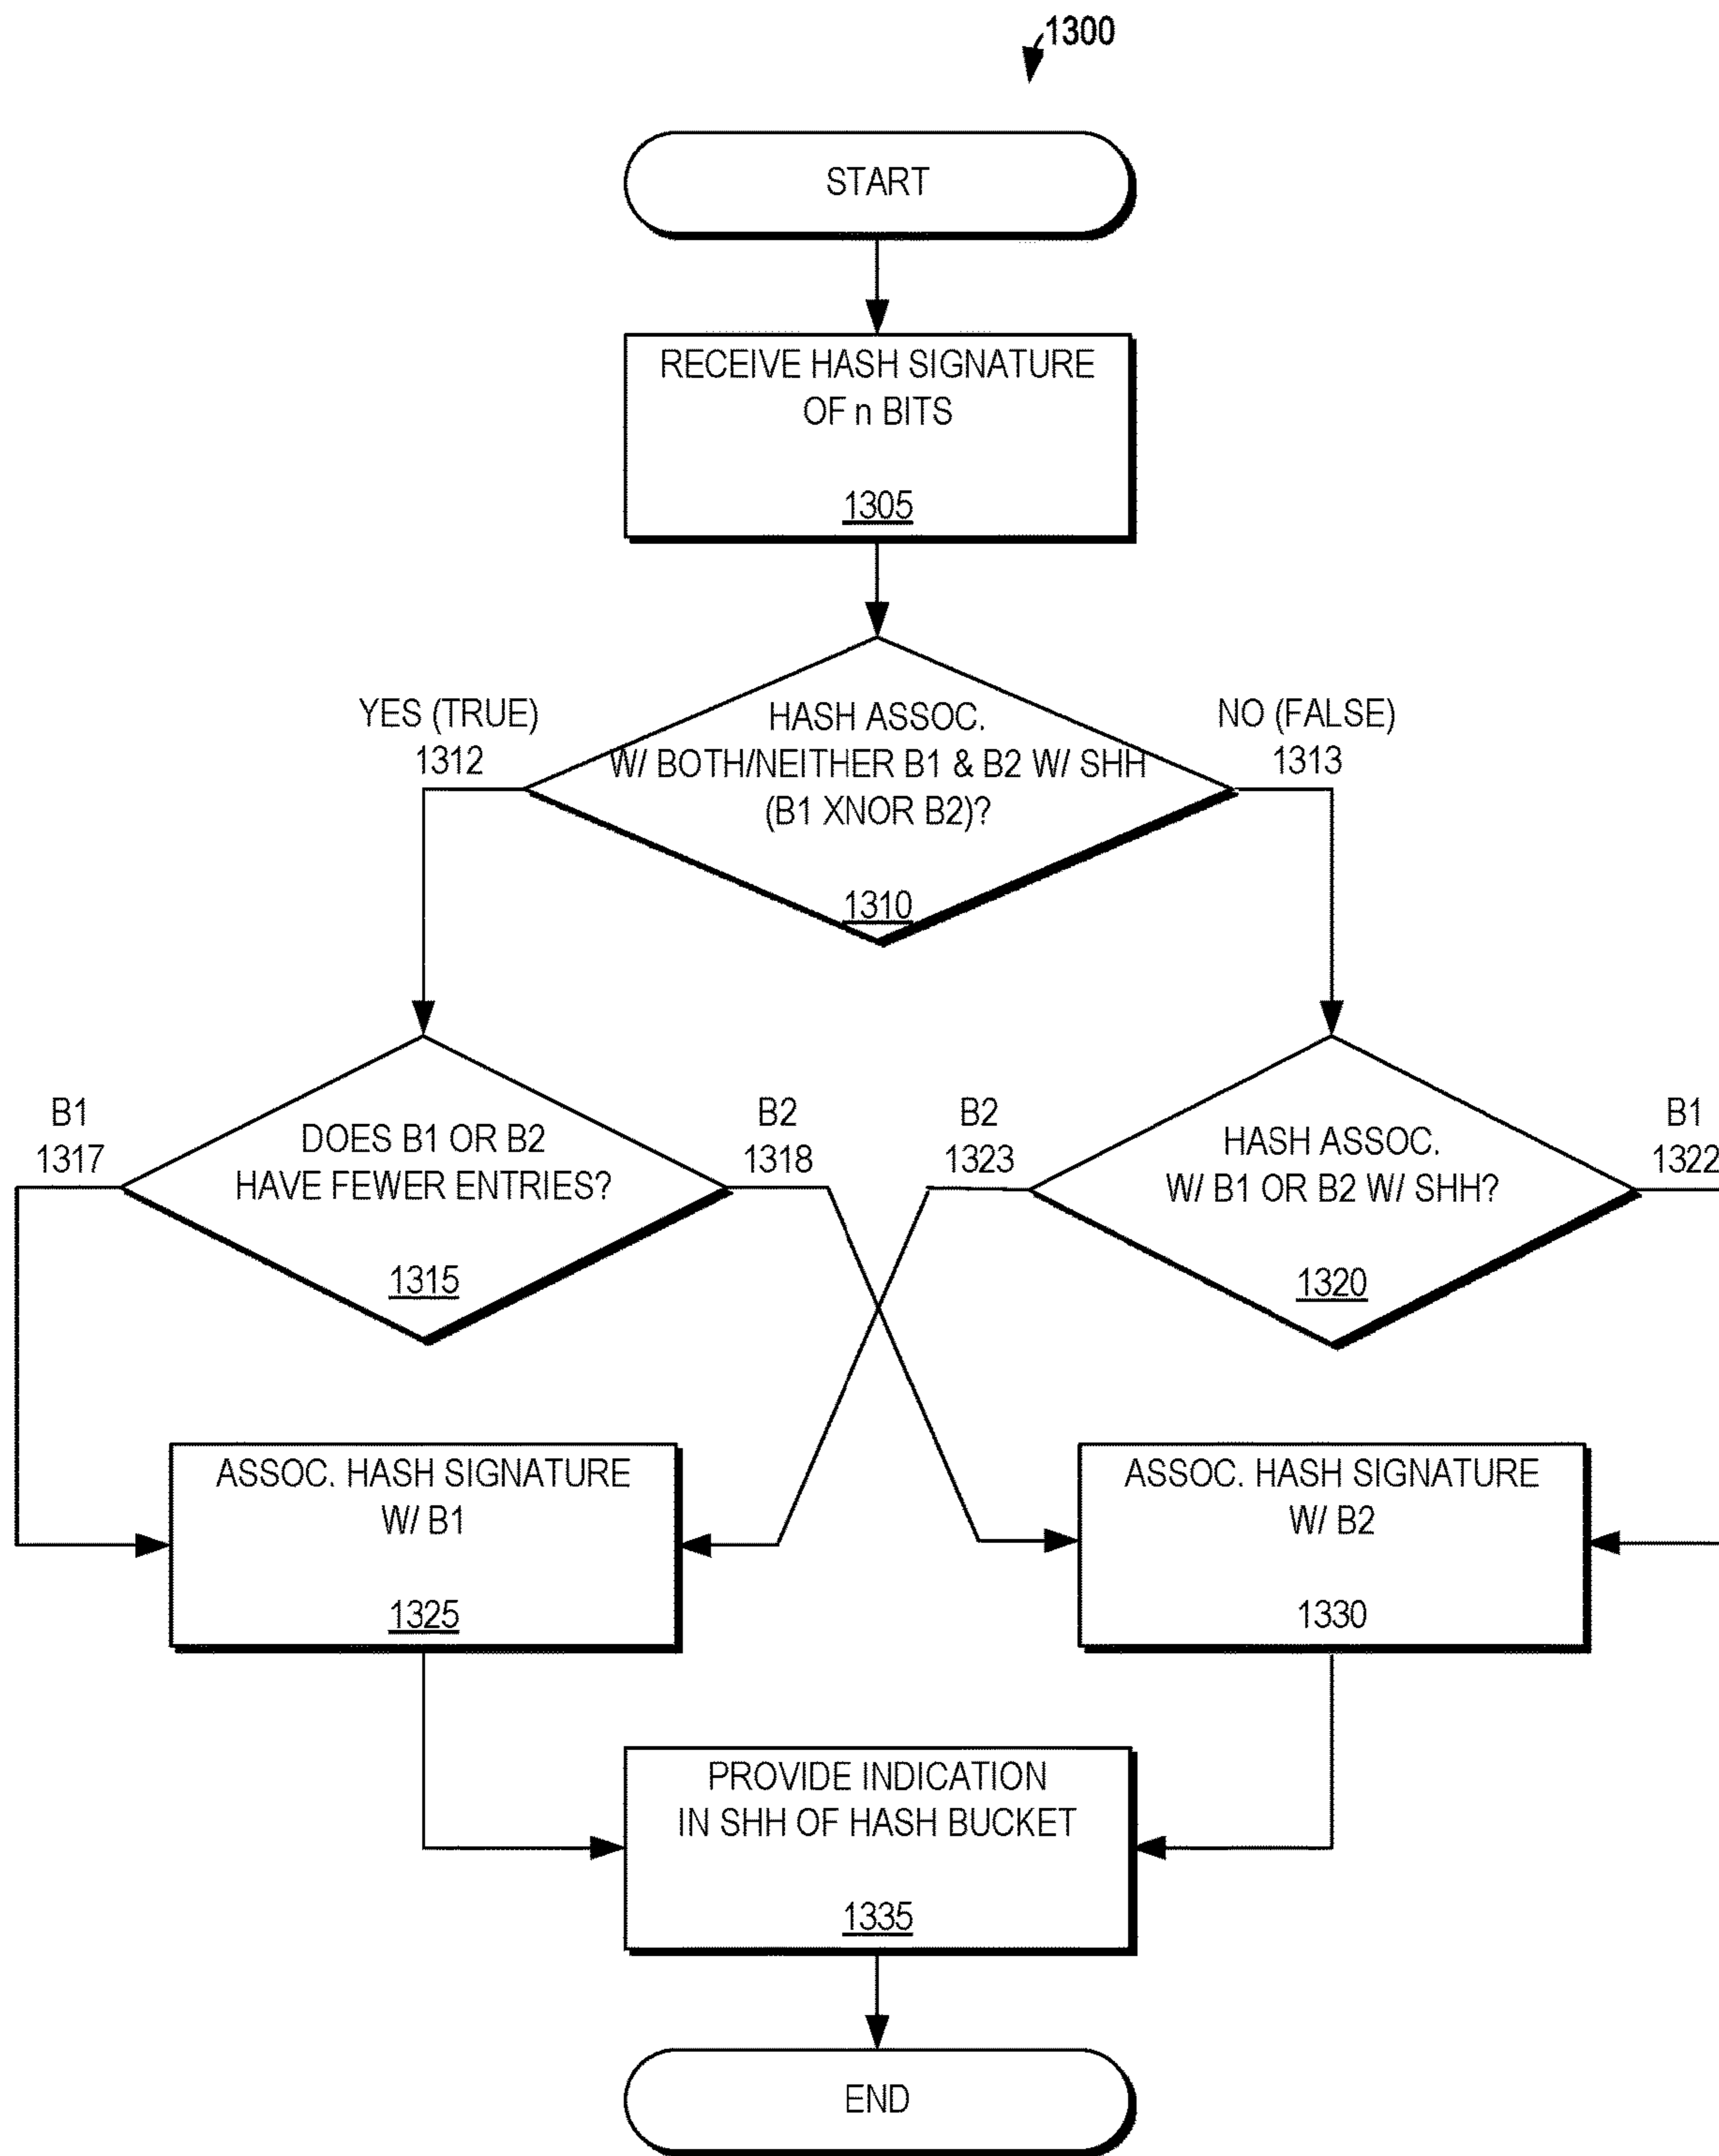 1300
START
RECEIVE HASH SIGNATURE
OF n BITS
1305
YES (TRUE)
1312
HASH ASSOC.
W/ BOTH/NEITHER B1 & B2 W/ SHH
(B1 XNOR B2)?
1310
NO (FALSE)
1313
B1
1317
DOES B1 OR B2
HAVE FEWER ENTRIES?
1315
B2
1318
B2
1323
HASH ASSOC.
W/ B1 OR B2 W/ SHH?
1320
B1
1322
ASSOC. HASH SIGNATURE
W/ B1
1325
ASSOC. HASH SIGNATURE
W/ B2
1330
PROVIDE INDICATION
IN SHH OF HASH BUCKET
1335
END